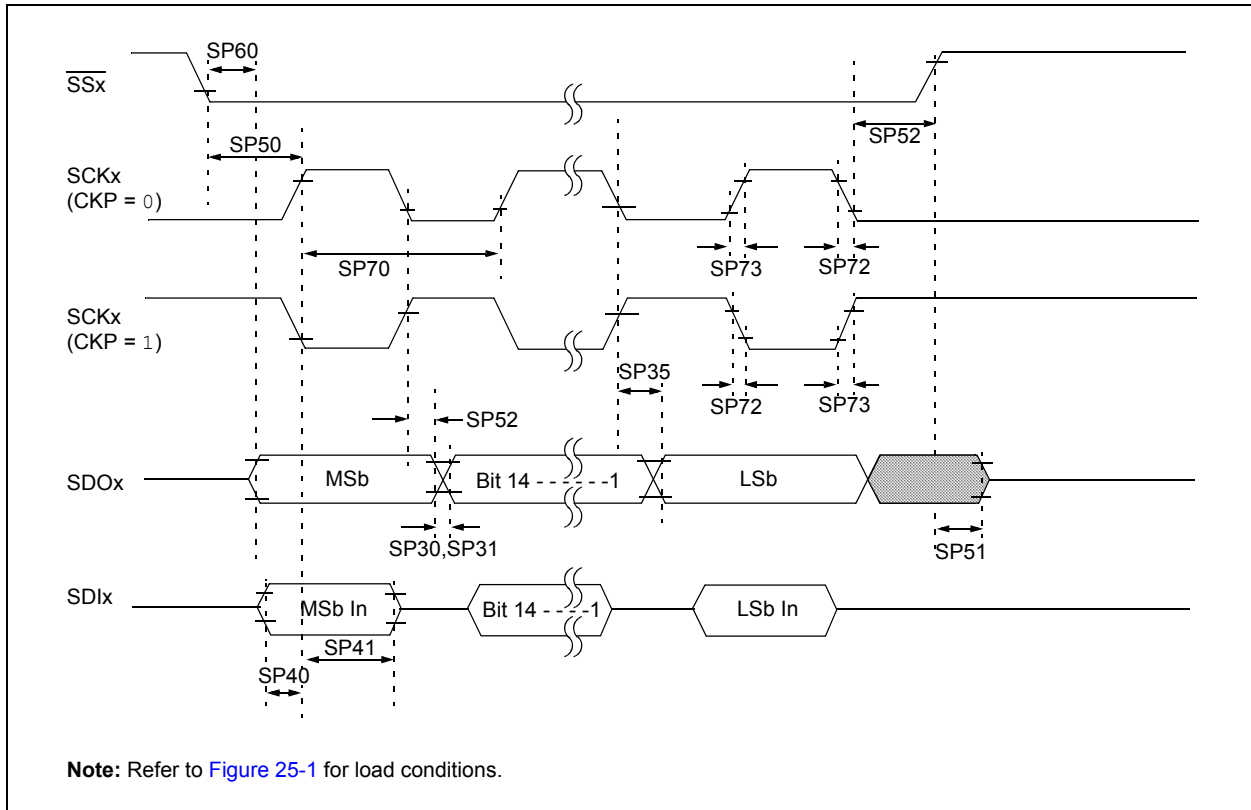 SP60
SSx
SP50
SP52
SCKx
(CKP = 0)
SP70
SP73
SP72
SCKx
(CKP = 1)
SP35
SP72
SP73
SP52
SDOx
MSb
Bit 14 - - - - - -1
LSb
SP30,SP31
SP51
SDIx
MSb In
Bit 14 - - - -1
LSb In
SP41
SP40
Note: Refer to Figure 25-1 for load conditions.